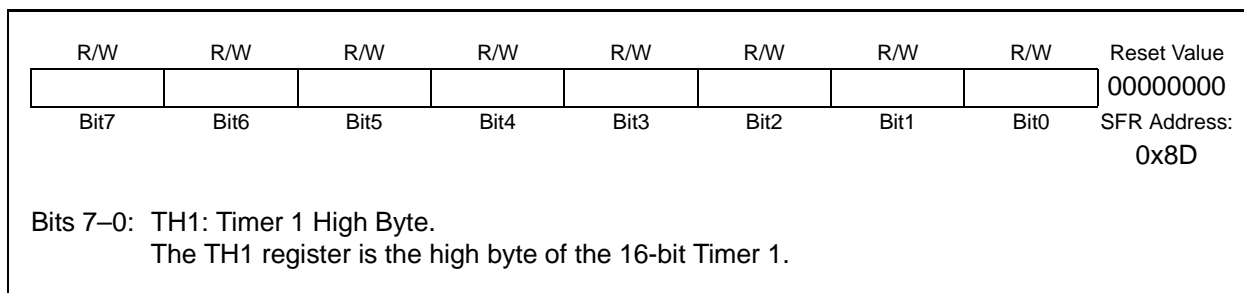 R/W R/W R/W R/W R/W R/W R/W R/W Reset Value
00000000
Bit7 Bit6 Bit5 Bit4 Bit3 Bit2 Bit1 Bit0 SFR Address:
0x8D
Bits 7–0: TH1: Timer 1 High Byte.
The TH1 register is the high byte of the 16-bit Timer 1.